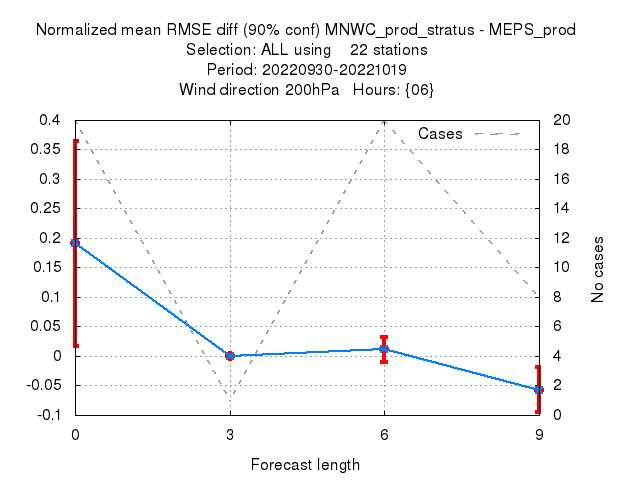 Normalized mean RMSE diff (90% conf) MNWC_prod_stratus - MEPS_prod
Selection: ALL using    22 stations
Period: 20220930-20221019
Wind direction 200hPa   Hours: {06}
Cases
0.4
0.35
0.3
0.25
0.2
0.15
0.1
0.05
0
-0.05
-0.1
20
18
16
14
12
10
8
6
4
2
0
No cases
0 3 6 9
Forecast length